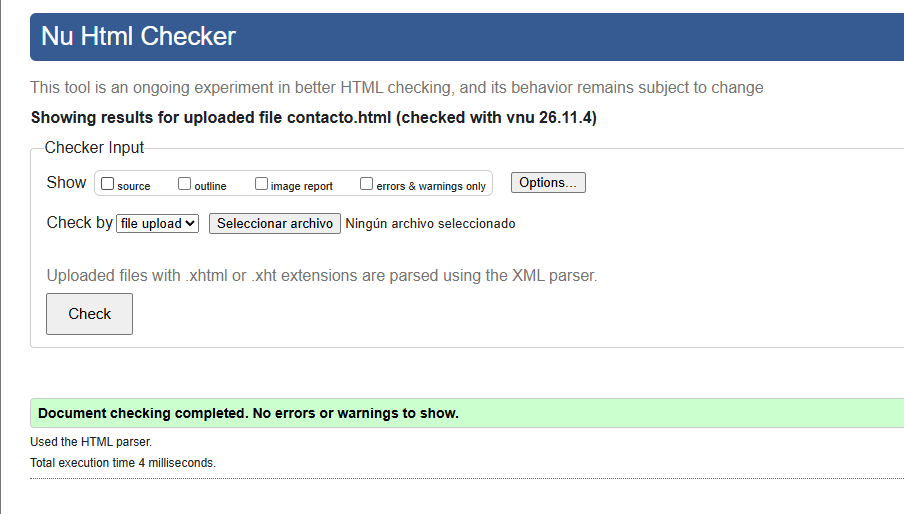 Nu Html Checker
This tool is an ongoing experiment in better HTML checking, and its behavior remains subject to change
Showing results for uploaded file contacto.html (checked with vnu 26.11.4)
Checker Input
Show source outline image report errors & warnings only Options...
Check by file upload Seleccionar archivo Ningún archivo seleccionado
Uploaded files with .xhtml or .xht extensions are parsed using the XML parser.
Check
Document checking completed. No errors or warnings to show.
Used the HTML parser.
Total execution time 4 milliseconds.